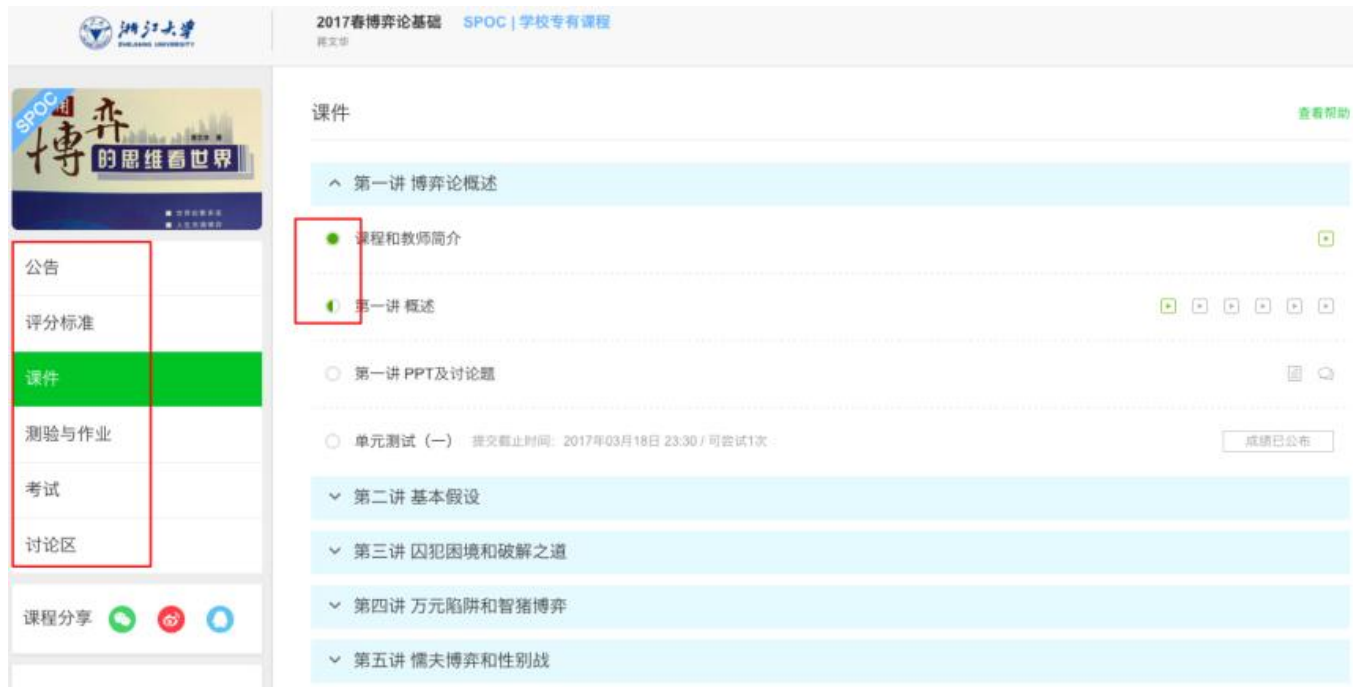 浙江大学
ZHEJIANG UNIVERSITY
2017春博弈论基础 SPOC | 学校专有课程
蒋文华
SPOC
用
博弈
的思维看世界
课件
查看帮助
第一讲 博弈论概述
课程和教师简介
第一讲 概述
第一讲 PPT及讨论题
单元测试（一） 提交截止时间：2017年03月18日 23:30 / 可尝试1次
成绩已公布
第二讲 基本假设
第三讲 囚犯困境和破解之道
第四讲 万元陷阱和智猪博弈
第五讲 懦夫博弈和性别战
公告
评分标准
课件
测验与作业
考试
讨论区
课程分享